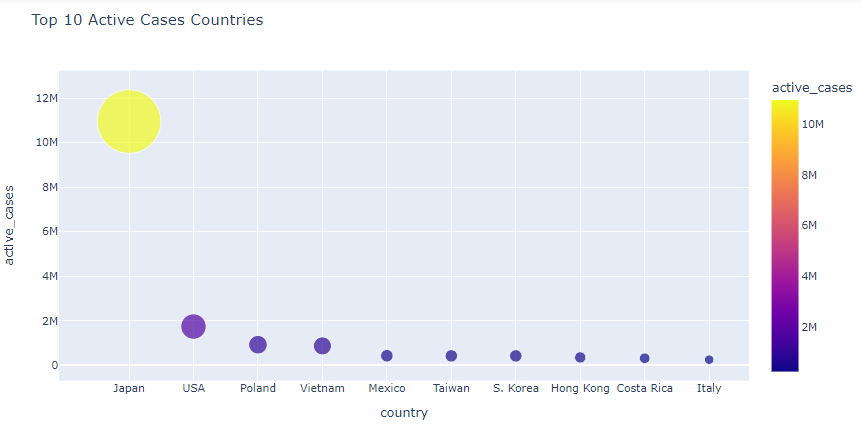 Top 10 Active Cases Countries
active_cases
12M
10M
8M
6M
4M
2M
0
Japan USA Poland Vietnam Mexico Taiwan S. Korea Hong Kong Costa Rica Italy
country
active_cases
10M
8M
6M
4M
2M